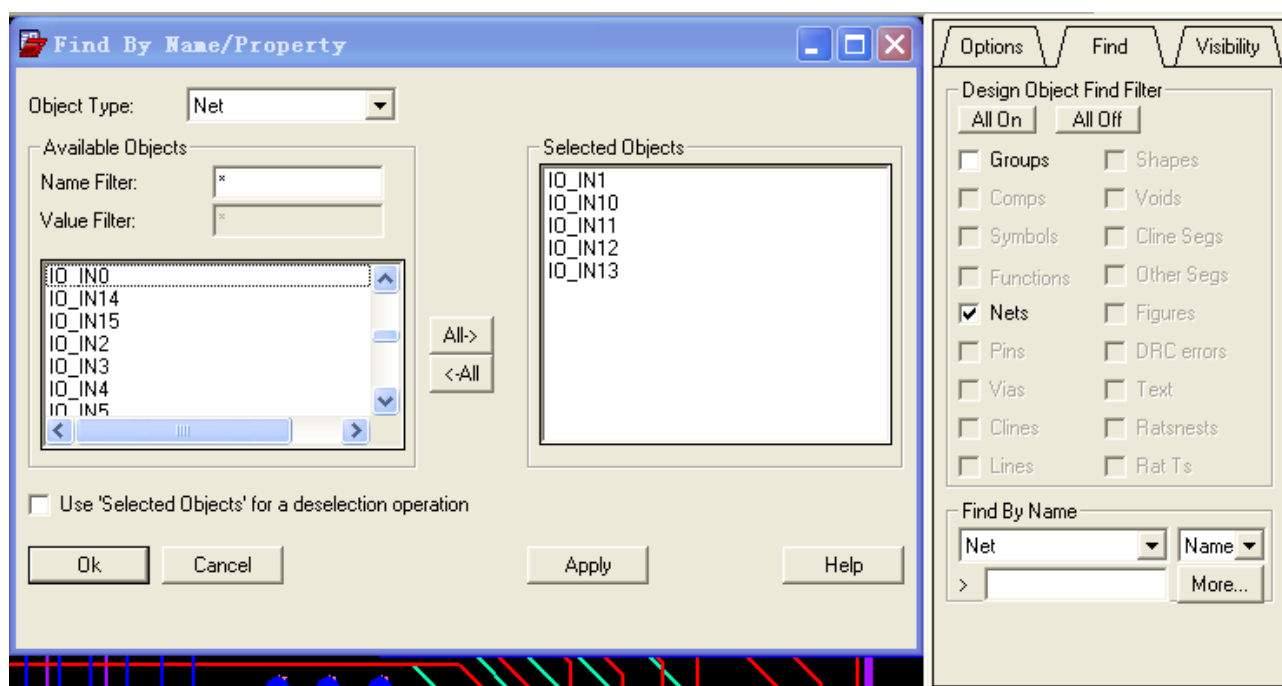 Find By Name/Property
Object Type: Net
Available Objects
Name Filter: *
Value Filter: *
IO_IN0
IO_IN14
IO_IN15
IO_IN2
IO_IN3
IO_IN4
IO_IN5
All->
<-All
Selected Objects
IO_IN1
IO_IN10
IO_IN11
IO_IN12
IO_IN13
Use 'Selected Objects' for a deselection operation
Ok Cancel Apply Help
Options Find Visibility
Design Object Find Filter
All On All Off
Groups Shapes
Comps Voids
Symbols Cline Segs
Functions Other Segs
Nets Figures
Pins DRC errors
Vias Text
Clines Ratsnests
Lines Rat Ts
Find By Name
Net Name
> More...